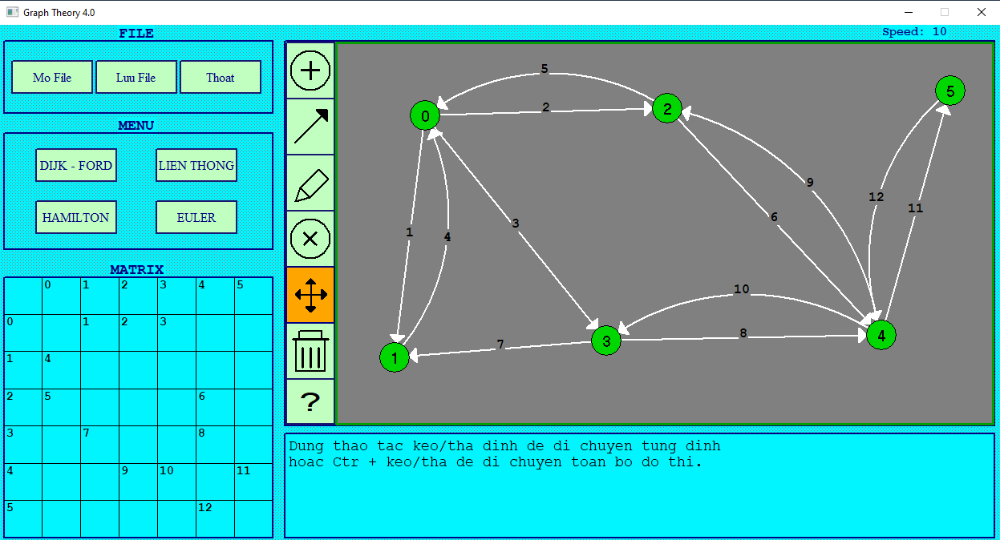 Graph Theory 4.0
FILE
Mo File Luu File Thoat
MENU
DIJK - FORD LIEN THONG
HAMILTON EULER
MATRIX
0 1 2 3 4 5
0 1 2 3
1 4
2 5 6
3 7 8
4 9 10 11
5 12
Speed: 10
?
5
5
0
2
2
9
12
11
6
3
1
4
10
8
7
3
4
1
Dung thao tac keo/tha dinh de di chuyen tung dinh
hoac Ctr + keo/tha de di chuyen toan bo do thi.